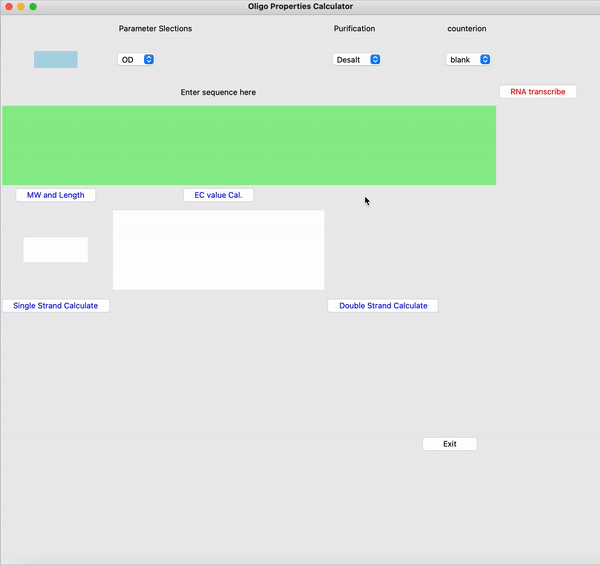 Oligo Properties Calculator
Parameter Slections Purification counterion
OD Desalt blank
Enter sequence here RNA transcribe
MW and Length EC value Cal.
Single Strand Calculate Double Strand Calculate
Exit